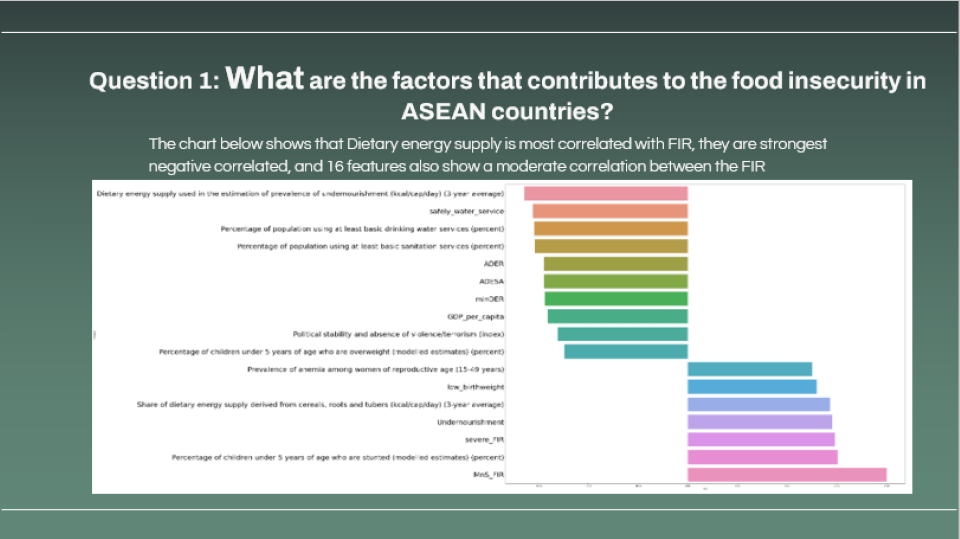 Question 1: What are the factors that contributes to the food insecurity in
ASEAN countries?
The chart below shows that Dietary energy supply is most correlated with FIR, they are strongest
negative correlated, and 16 features also show a moderate correlation between the FIR
Dietary energy supply used in the estimation of prevalence of undernourishment (kcal/cap/day) (3-year average)
safely_water_service
Percentage of population using at least basic drinking water services (percent)
Percentage of population using at least basic sanitation services (percent)
ADER
ADESA
minDER
GDP_per_capita
Political stability and absence of violence/terrorism (index)
Percentage of children under 5 years of age who are overweight (modelled estimates) (percent)
Prevalence of anemia among women of reproductive age (15-49 years)
low_birthweight
Share of dietary energy supply derived from cereals, roots and tubers (kcal/cap/day) (3-year average)
Undernourishment
severe_FIR
Percentage of children under 5 years of age who are stunted (modelled estimates) (percent)
MnS_FIR